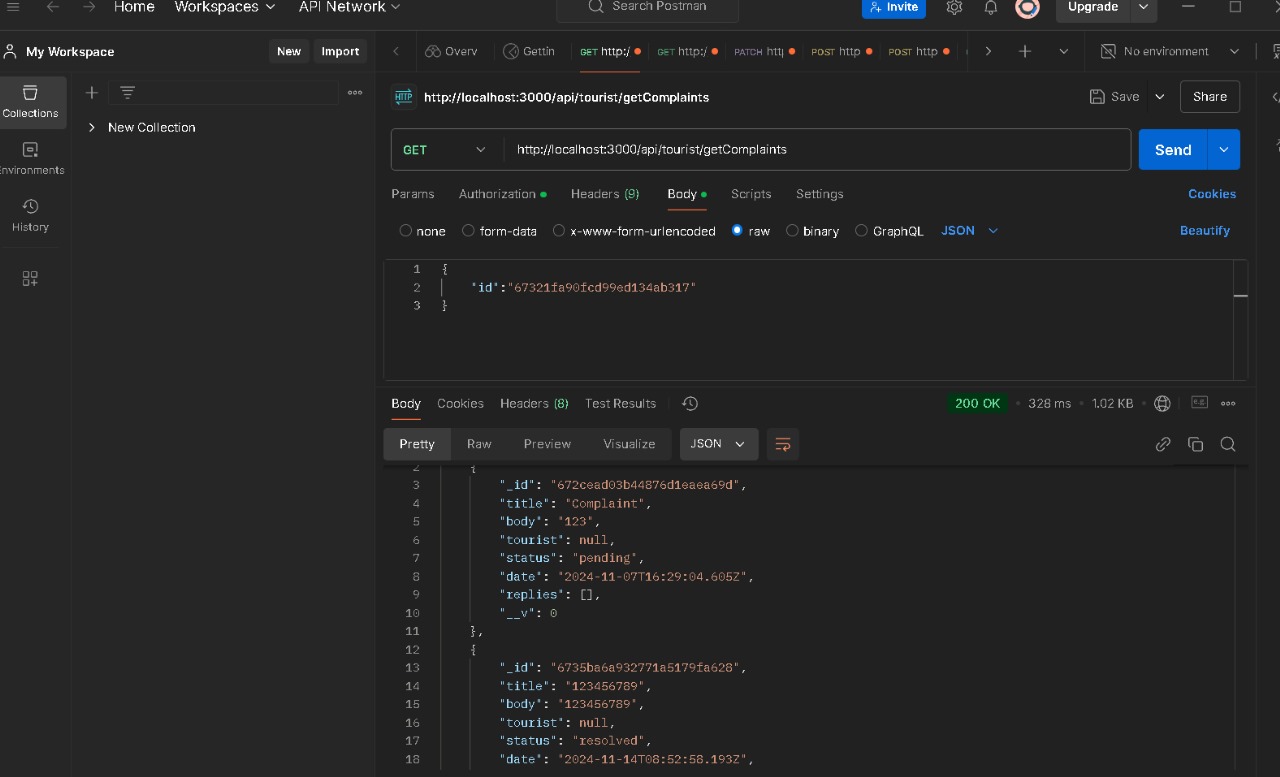 Home Workspaces API Network Search Postman Invite Upgrade
My Workspace New Import Overv Gettin GET http:/ GET http:/ PATCH http POST http POST http No environment
Collections
New Collection
Environments
History
HTTP http://localhost:3000/api/tourist/getComplaints Save Share
GET http://localhost:3000/api/tourist/getComplaints Send
Params Authorization Headers (9) Body Scripts Settings Cookies
none form-data x-www-form-urlencoded raw binary GraphQL JSON Beautify
1 {
2 "id":"67321fa90fcd99ed134ab317"
3 }
Body Cookies Headers (8) Test Results 200 OK 328 ms 1.02 KB e.g.
Pretty Raw Preview Visualize JSON
2 {
3 "_id": "672cead03b44876d1eaea69d",
4 "title": "Complaint",
5 "body": "123",
6 "tourist": null,
7 "status": "pending",
8 "date": "2024-11-07T16:29:04.605Z",
9 "replies": [],
10 "__v": 0
11 },
12 {
13 "_id": "6735ba6a932771a5179fa628",
14 "title": "123456789",
15 "body": "123456789",
16 "tourist": null,
17 "status": "resolved",
18 "date": "2024-11-14T08:52:58.193Z",